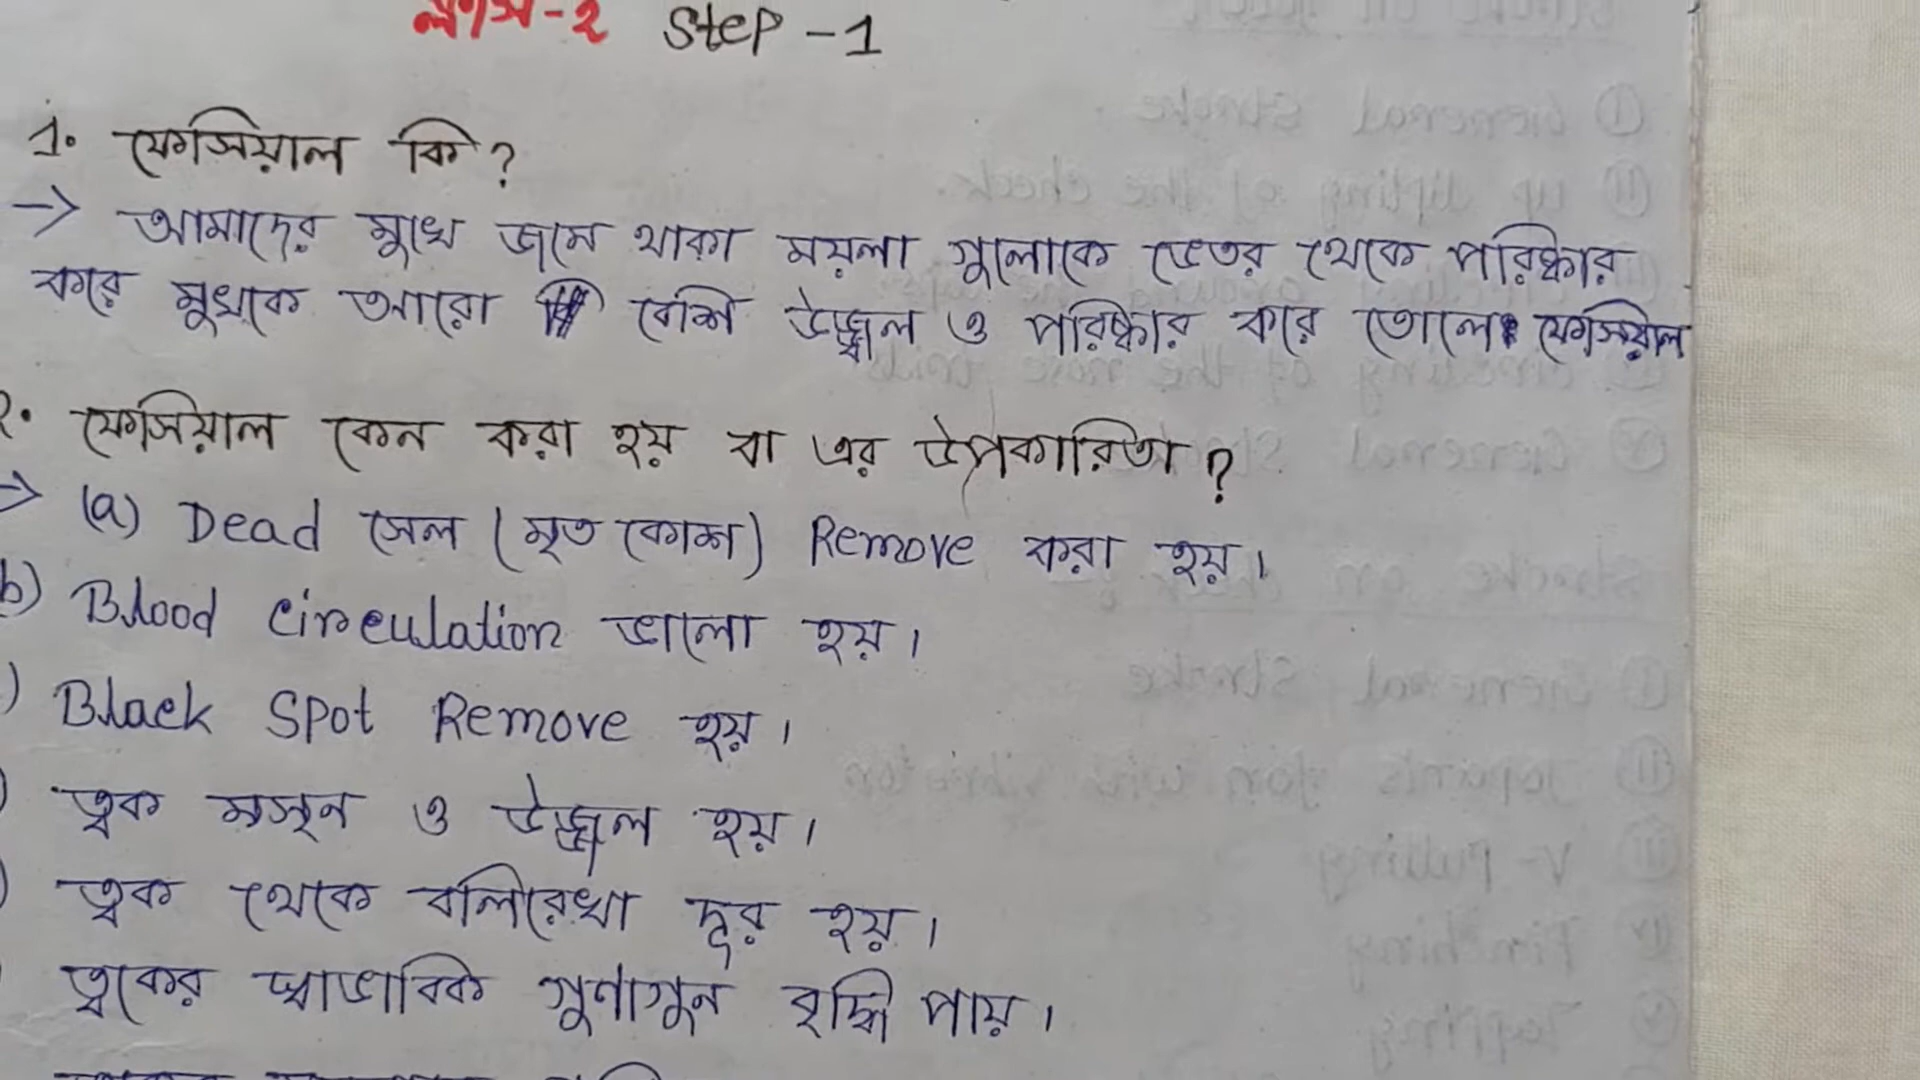 ক্লাস-২ Step -1
1. ফেসিয়াল কি?
→ আমাদের মুখে জমে থাকা ময়লা গুলোকে ভেতর থেকে পরিষ্কার
করে মুখকে আরো বেশি উজ্জ্বল ও পরিষ্কার করে তোলে ফেসিয়াল
২. ফেসিয়াল কেন করা হয় বা এর উপকারিতা?
→ (a) Dead সেল (মৃত কোশ) Remove করা হয়।
b) Blood circulation ভালো হয়।
) Black Spot Remove হয়।
) ত্বক মসৃন ও উজ্জ্বল হয়।
) ত্বক থেকে বলিরেখা দূর হয়।
ত্বকের স্বাভাবিক গুণাগুন বৃদ্ধি পায়।